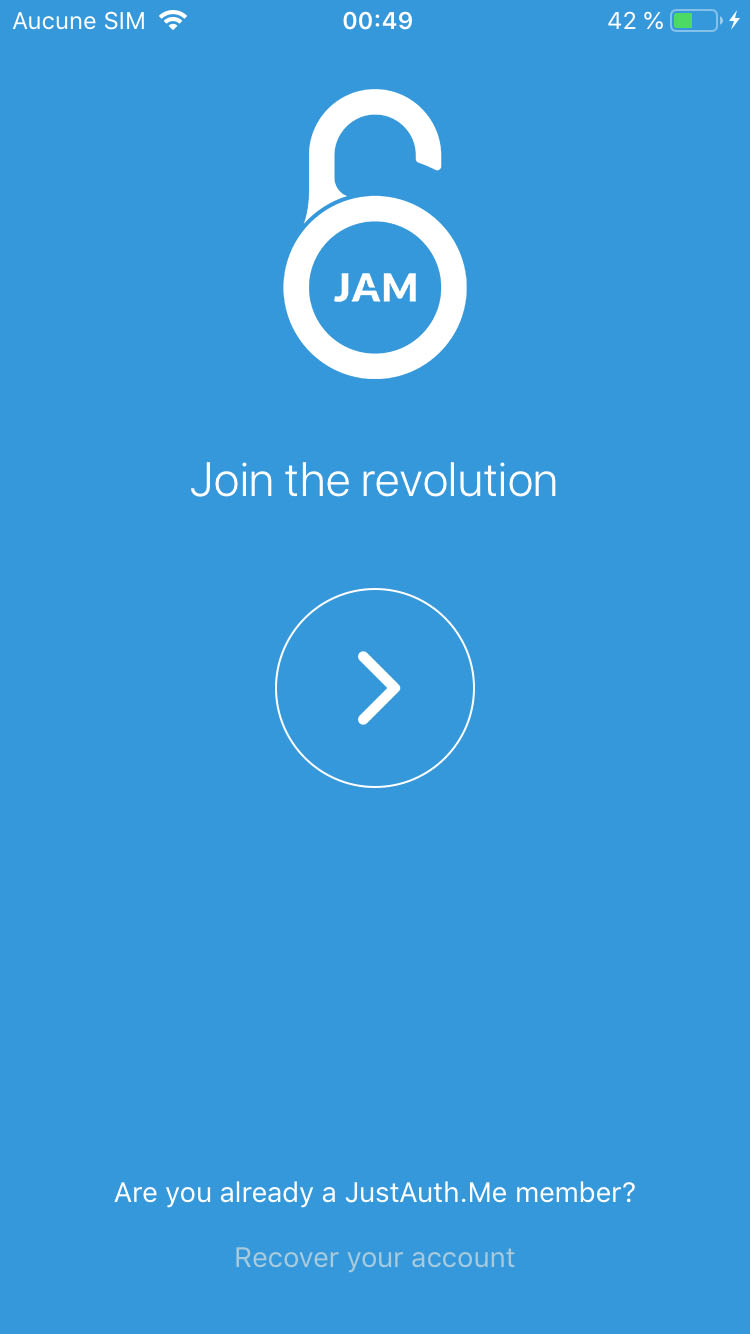 Aucune SIM 00:49 42 %
JAM
Join the revolution
Are you already a JustAuth.Me member?
Recover your account